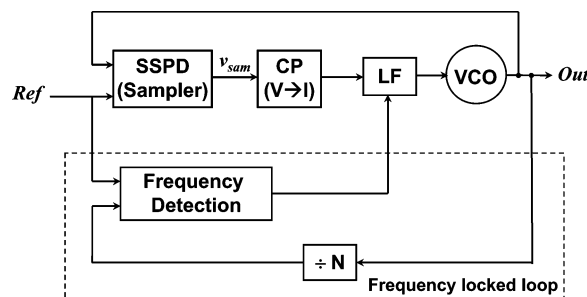 SSPD
(Sampler)
v_sam
CP
(V→I)
LF
VCO
Out
Ref
Frequency
Detection
÷ N
Frequency locked loop